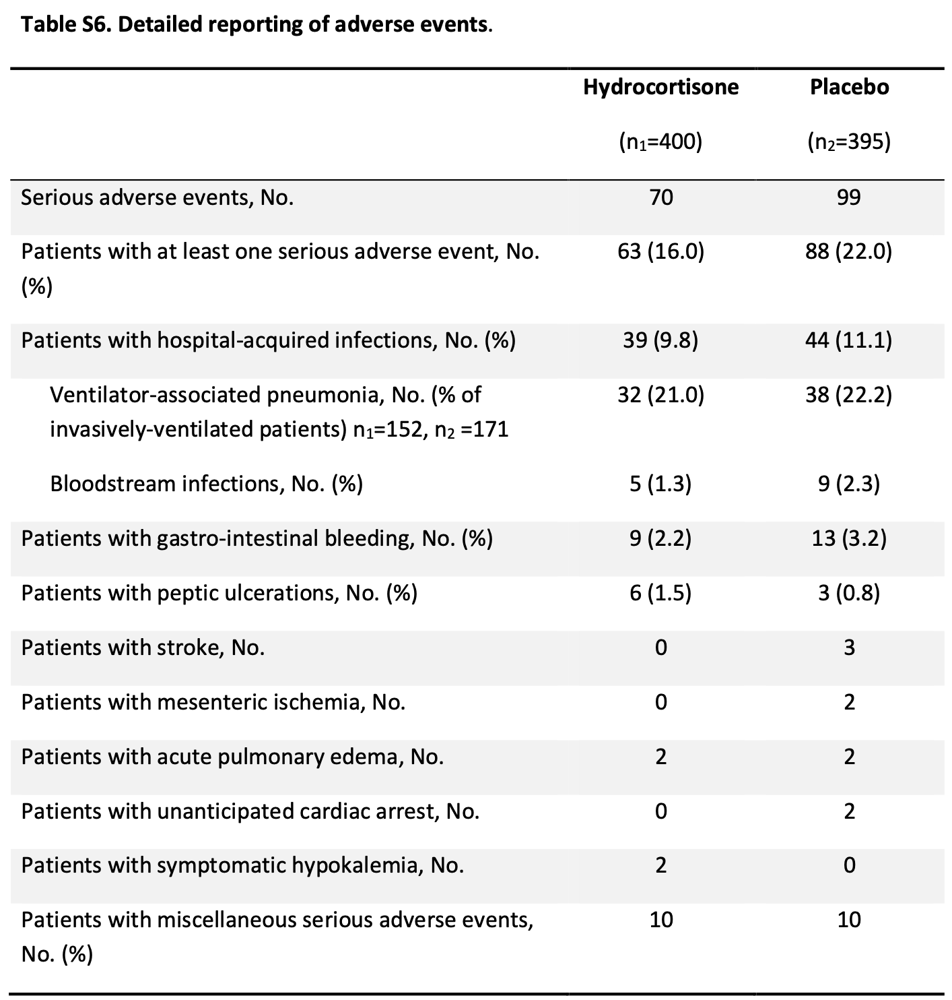 Table S6. Detailed reporting of adverse events.
Hydrocortisone Placebo
(n₁=400) (n₂=395)
Serious adverse events, No. 70 99
Patients with at least one serious adverse event, No. 63 (16.0) 88 (22.0)
(%)
Patients with hospital-acquired infections, No. (%) 39 (9.8) 44 (11.1)
Ventilator-associated pneumonia, No. (% of 32 (21.0) 38 (22.2)
invasively-ventilated patients) n₁=152, n₂ =171
Bloodstream infections, No. (%) 5 (1.3) 9 (2.3)
Patients with gastro-intestinal bleeding, No. (%) 9 (2.2) 13 (3.2)
Patients with peptic ulcerations, No. (%) 6 (1.5) 3 (0.8)
Patients with stroke, No. 0 3
Patients with mesenteric ischemia, No. 0 2
Patients with acute pulmonary edema, No. 2 2
Patients with unanticipated cardiac arrest, No. 0 2
Patients with symptomatic hypokalemia, No. 2 0
Patients with miscellaneous serious adverse events, 10 10
No. (%)